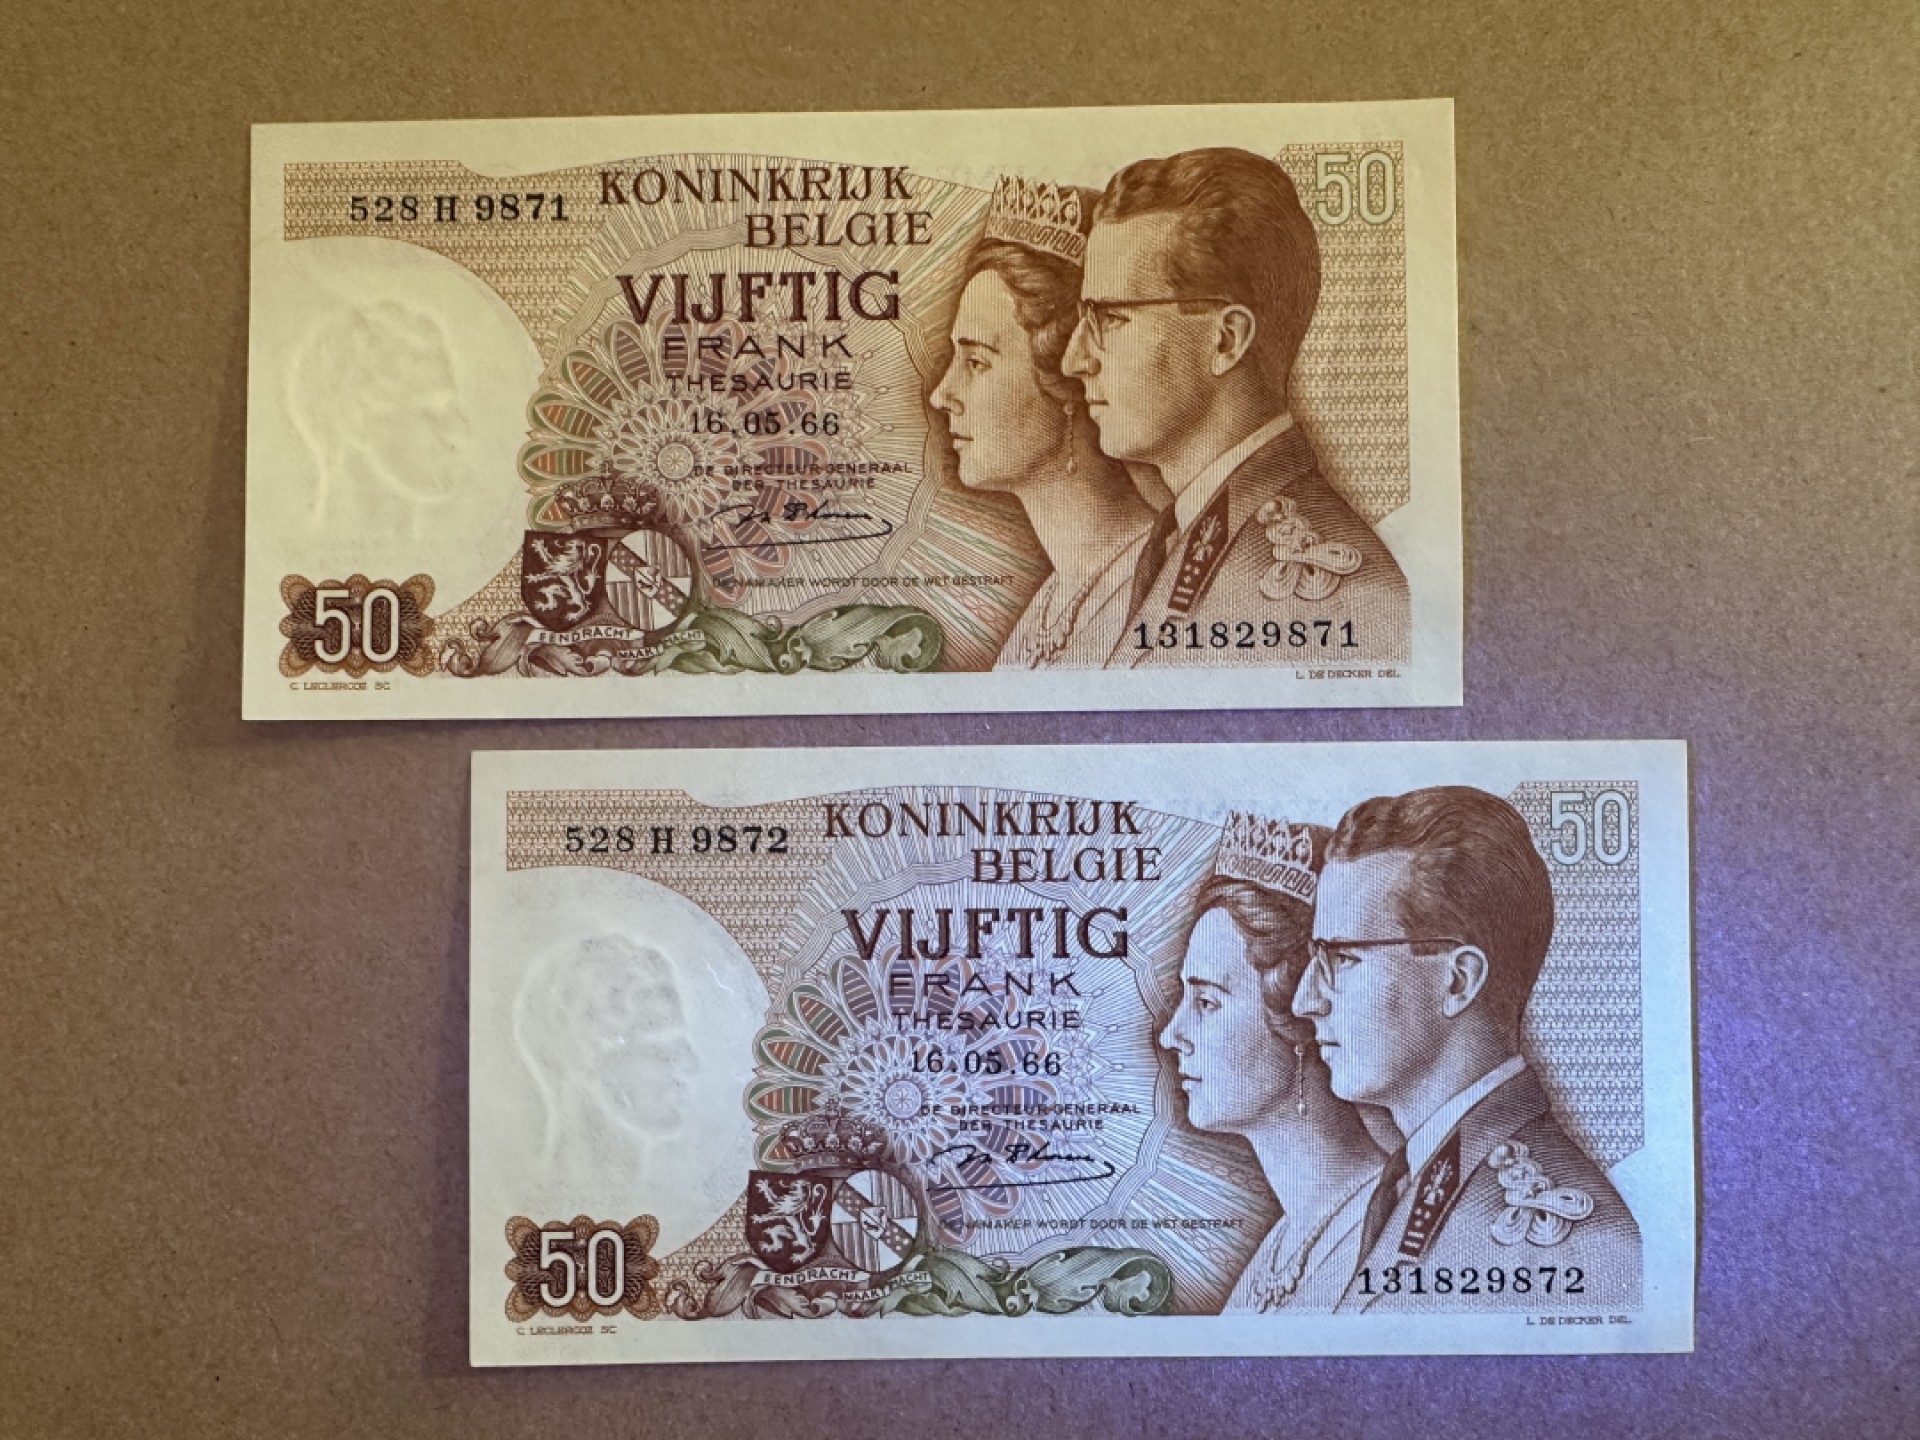 528 H 9871
KONINKRIJK
BELGIE
50
VIJFTIG
FRANK
THESAURIE
16.05.66
DE DIRECTEUR GENERAAL
DER THESAURIE
DE NAMAKER WORDT DOOR DE WET GESTRAFT
50
EENDRACHT
MAAKT MACHT
131829871
C. LECLERCQZ SC.
L. DE DECKER DEL.
528 H 9872
KONINKRIJK
BELGIE
50
VIJFTIG
FRANK
THESAURIE
16.05.66
DE DIRECTEUR GENERAAL
DER THESAURIE
DE NAMAKER WORDT DOOR DE WET GESTRAFT
50
EENDRACHT
MAAKT MACHT
131829872
C. LECLERCQZ SC.
L. DE DECKER DEL.